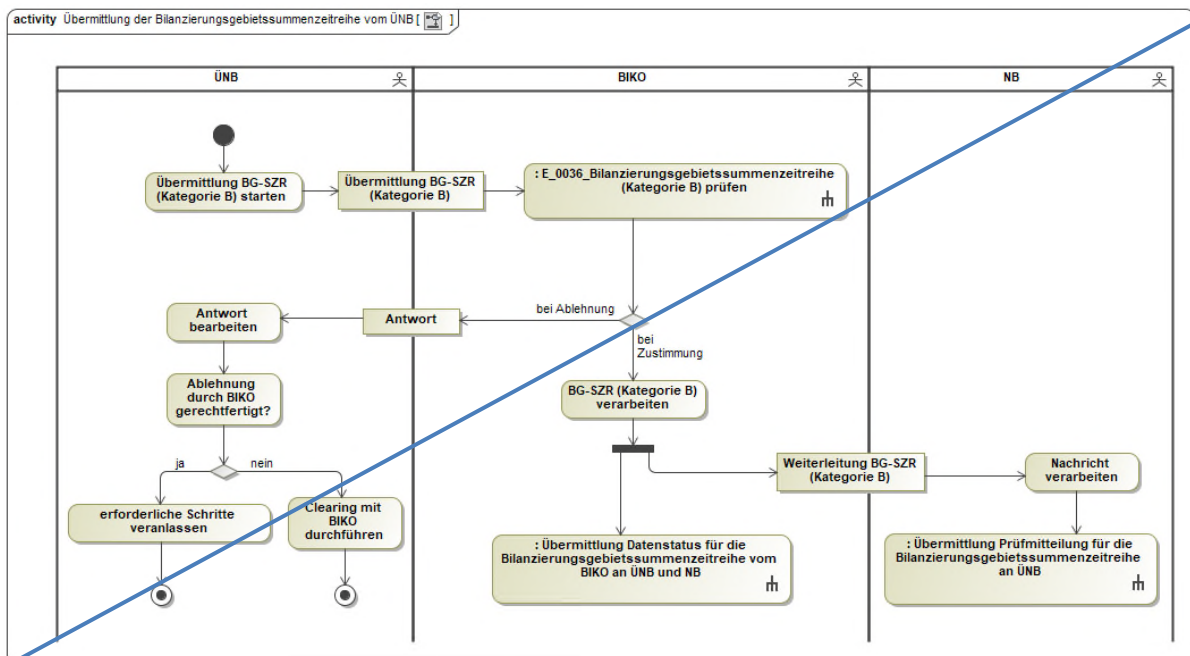 activity Übermittlung der Bilanzierungsgebietssummenzeitreihe vom ÜNB [ ]
ÜNB
BIKO
NB
Übermittlung BG-SZR
(Kategorie B) starten
Übermittlung BG-SZR
(Kategorie B)
: E_0036_Bilanzierungsgebietssummenzeitreihe
(Kategorie B) prüfen
bei Ablehnung
Antwort
Antwort
bearbeiten
bei
Zustimmung
Ablehnung
durch BIKO
gerechtfertigt?
BG-SZR (Kategorie B)
verarbeiten
ja
nein
Weiterleitung BG-SZR
(Kategorie B)
Nachricht
verarbeiten
erforderliche Schritte
veranlassen
Clearing mit
BIKO
durchführen
: Übermittlung Datenstatus für die
Bilanzierungsgebietssummenzeitreihe vom
BIKO an ÜNB und NB
: Übermittlung Prüfmitteilung für die
Bilanzierungsgebietssummenzeitreihe
an ÜNB